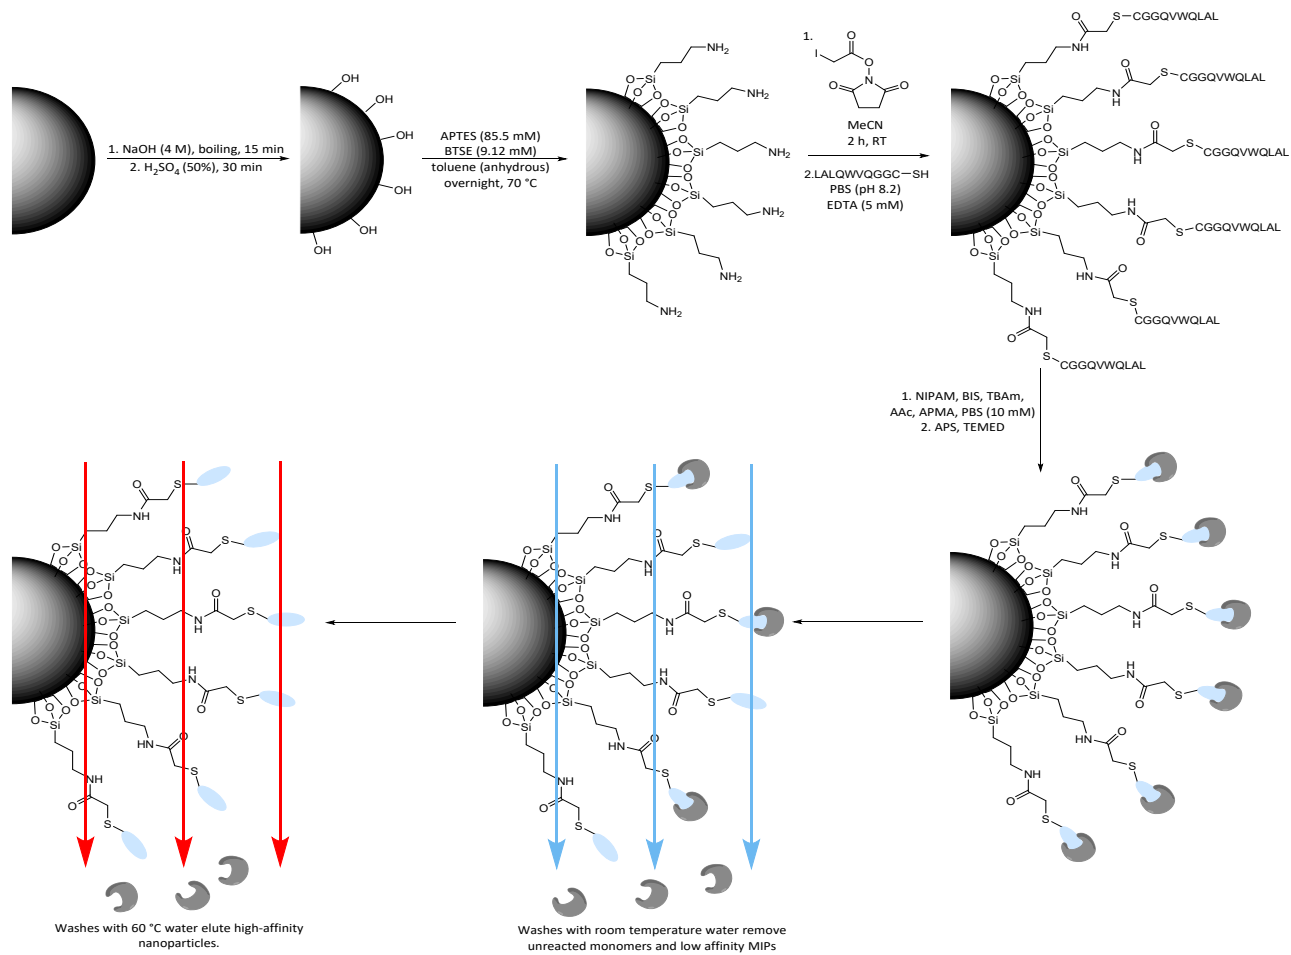 OH
OH
OH
OH
OH
OH
1. NaOH (4 M), boiling, 15 min
2. H2SO4 (50%), 30 min
APTES (85.5 mM)
BTSE (9.12 mM)
toluene (anhydrous)
overnight, 70 °C
NH2
NH2
NH2
NH2
NH2
NH2
1.
I
O
O
N
O
O
MeCN
2 h, RT
2.LALQWVQGGC—SH
PBS (pH 8.2)
EDTA (5 mM)
S—CGGQVWQLAL
S—CGGQVWQLAL
S—CGGQVWQLAL
S—CGGQVWQLAL
S
CGGQVWQLAL
S—CGGQVWQLAL
1. NIPAM, BIS, TBAm,
AAc, APMA, PBS (10 mM)
2. APS, TEMED
Washes with 60 °C water elute high-affinity
nanoparticles.
Washes with room temperature water remove
unreacted monomers and low affinity MIPs